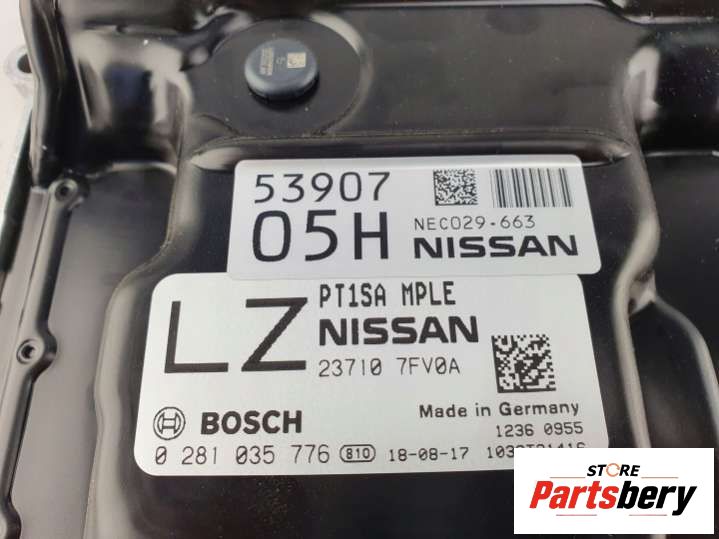 53907
05H
NEC029-663
NISSAN
LZ
PT1SA MPLE
NISSAN
23710 7FV0A
BOSCH
Made in Germany
1236 0955
0 281 035 776 810 18-08-17
STORE
Partsbery